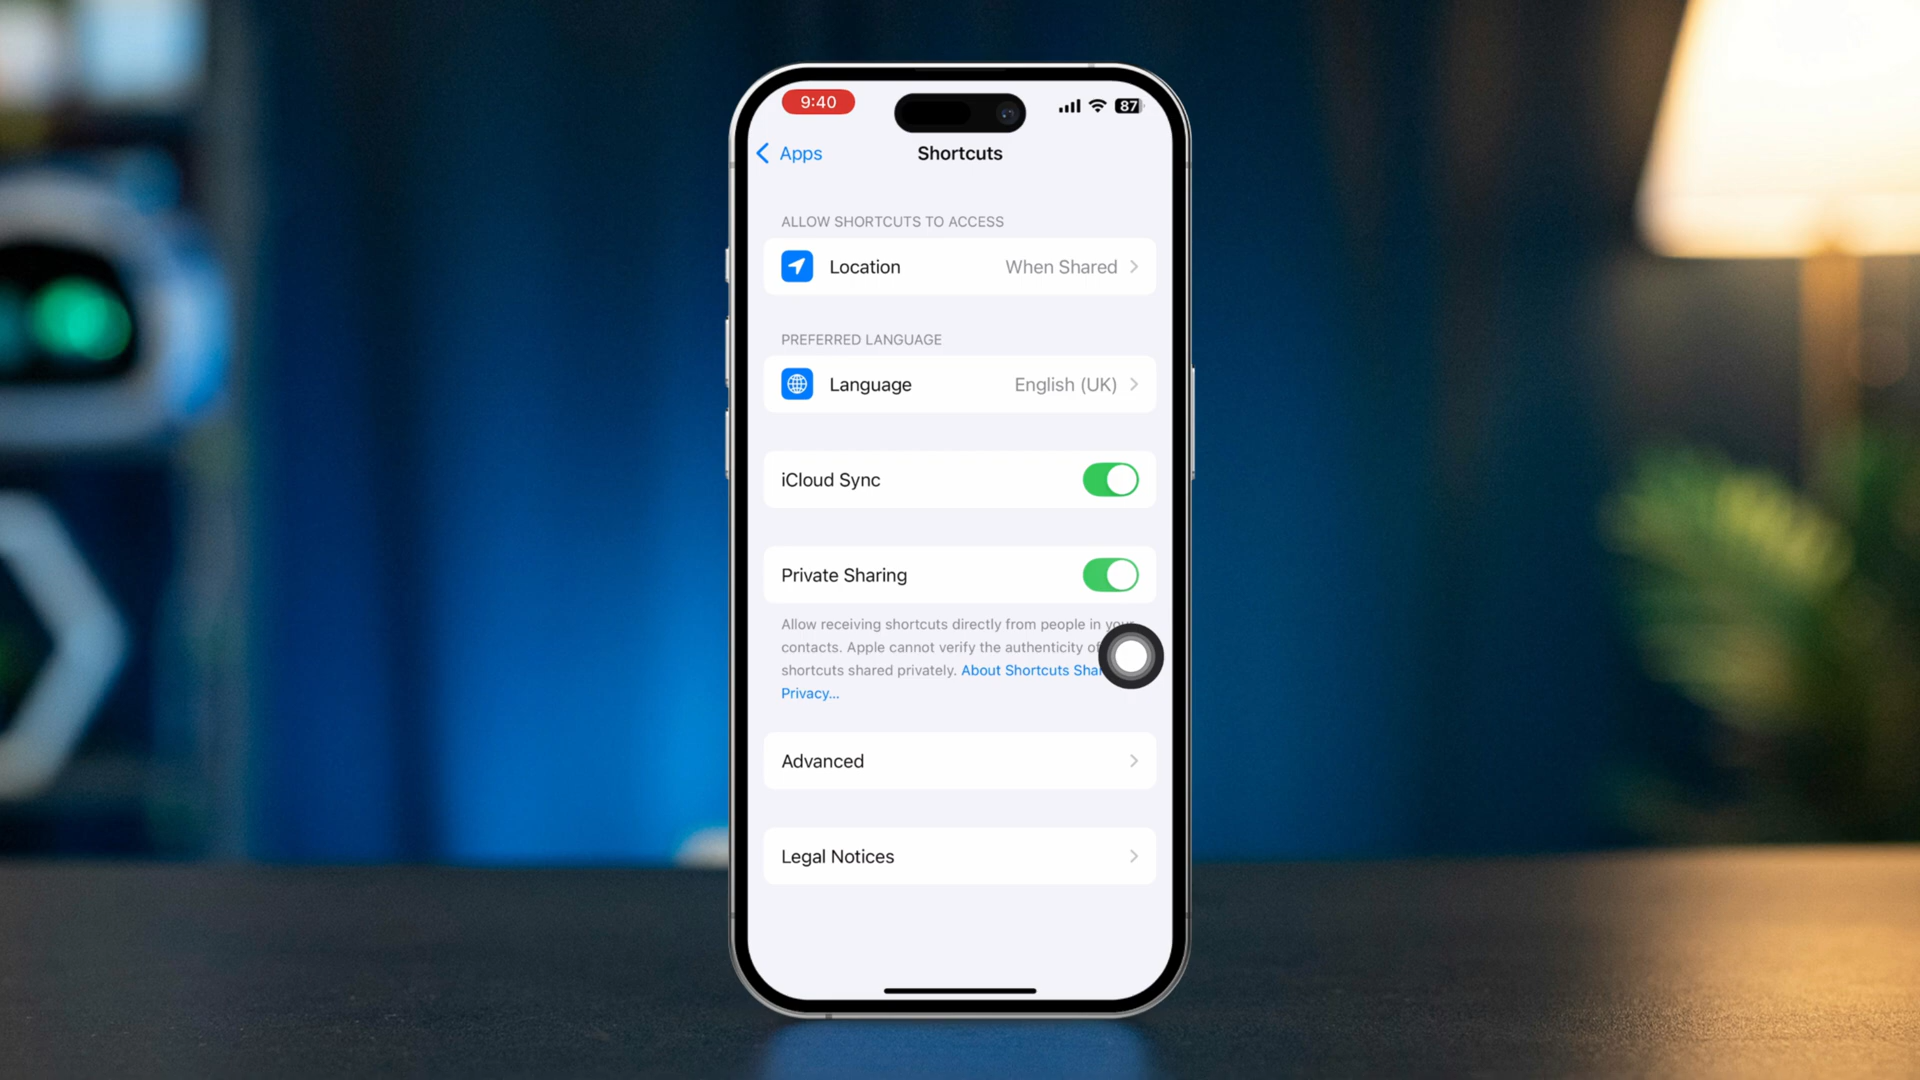 9:40
87
Apps
Shortcuts
ALLOW SHORTCUTS TO ACCESS
Location When Shared
PREFERRED LANGUAGE
Language English (UK)
iCloud Sync
Private Sharing
Allow receiving shortcuts directly from people in
contacts. Apple cannot verify the authenticity of
shortcuts shared privately. About Shortcuts
Privacy...
Advanced
Legal Notices